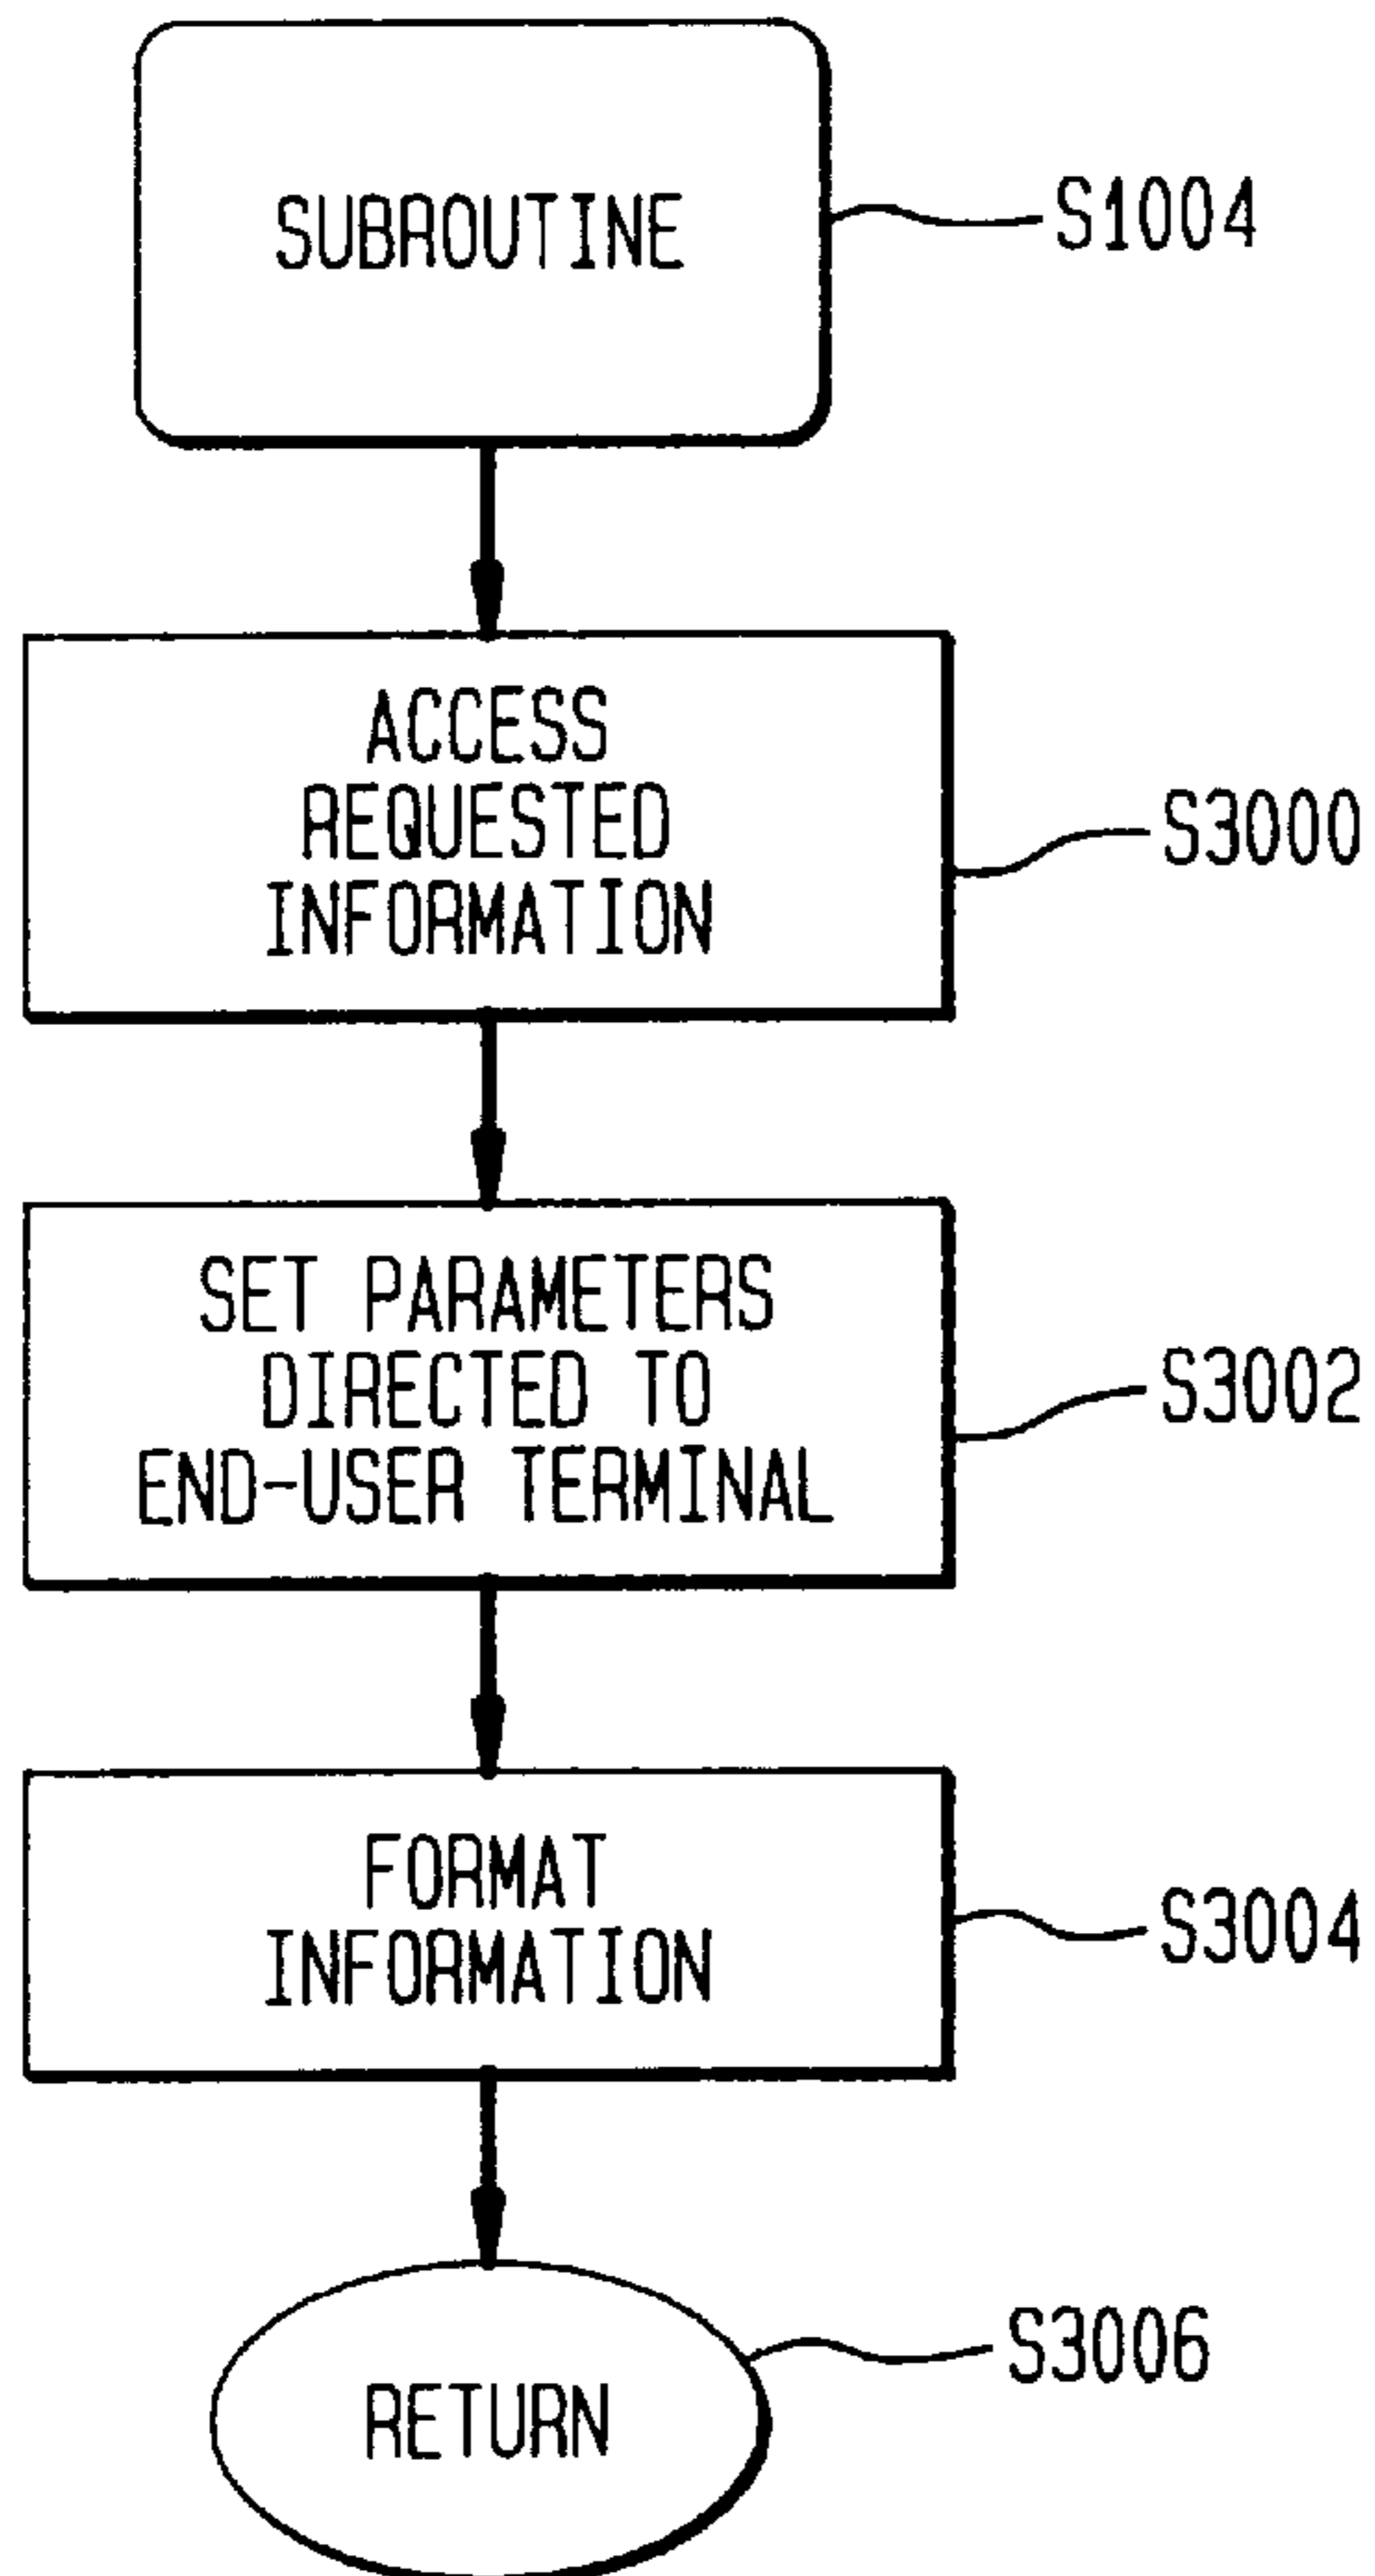 SUBROUTINE
S1004
ACCESS
REQUESTED
INFORMATION
S3000
SET PARAMETERS
DIRECTED TO
END-USER TERMINAL
S3002
FORMAT
INFORMATION
S3004
RETURN
S3006